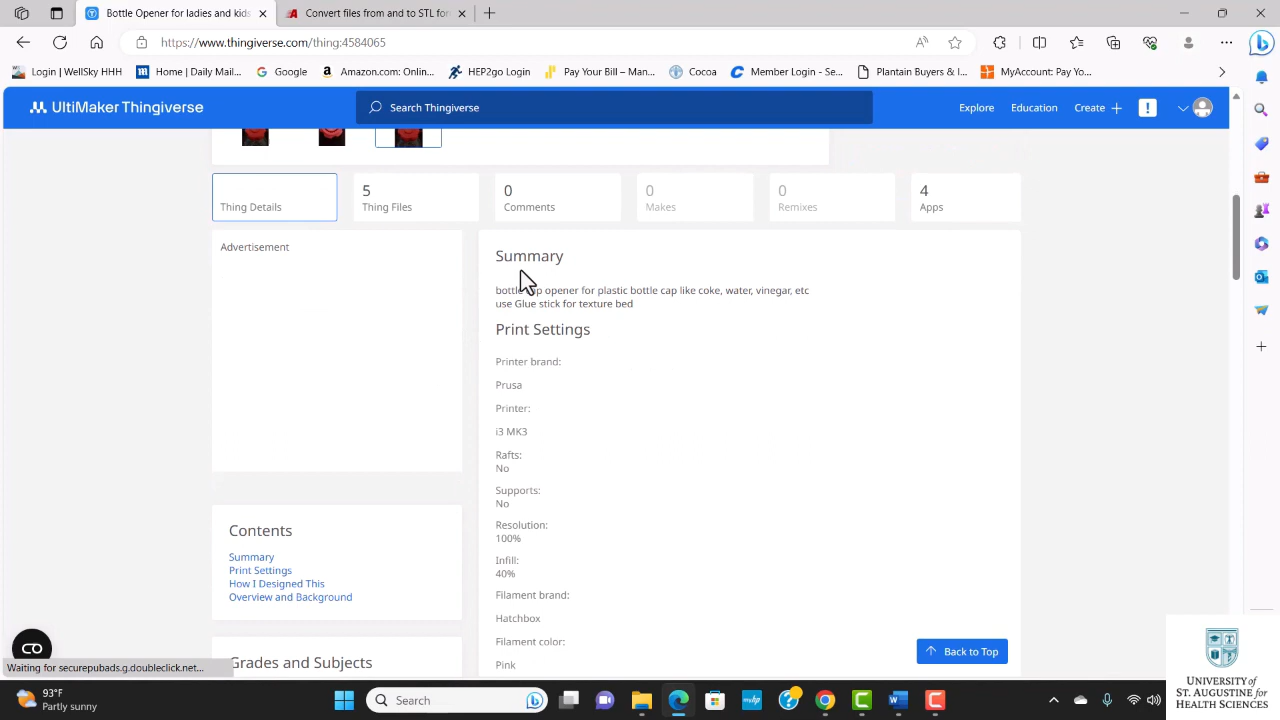 Bottle Opener for ladies and kids
Convert files from and to STL for
https://www.thingiverse.com/thing:4584065
Login | WellSky HHH
Home | Daily Mail...
Google
Amazon.com: Onlin...
HEP2go Login
Pay Your Bill – Man...
Cocoa
Member Login - Se...
Plantain Buyers & I...
MyAccount: Pay Yo...
UltiMaker Thingiverse
Search Thingiverse
Explore
Education
Create +
Thing Details
5
Thing Files
0
Comments
0
Makes
0
Remixes
4
Apps
Advertisement
Summary
opener for plastic bottle cap like coke, water, vinegar, etc
use Glue stick for texture bed
Print Settings
Printer brand:
Prusa
Printer:
i3 MK3
Rafts:
No
Supports:
No
Resolution:
100%
Infill:
40%
Filament brand:
Hatchbox
Filament color:
Pink
Contents
Summary
Print Settings
How I Designed This
Overview and Background
Grades and Subjects
Back to Top
Waiting for securepubads.g.doubleclick.net...
93°F
Partly sunny
Search
UNIVERSITY OF
ST. AUGUSTINE
FOR HEALTH SCIENCES